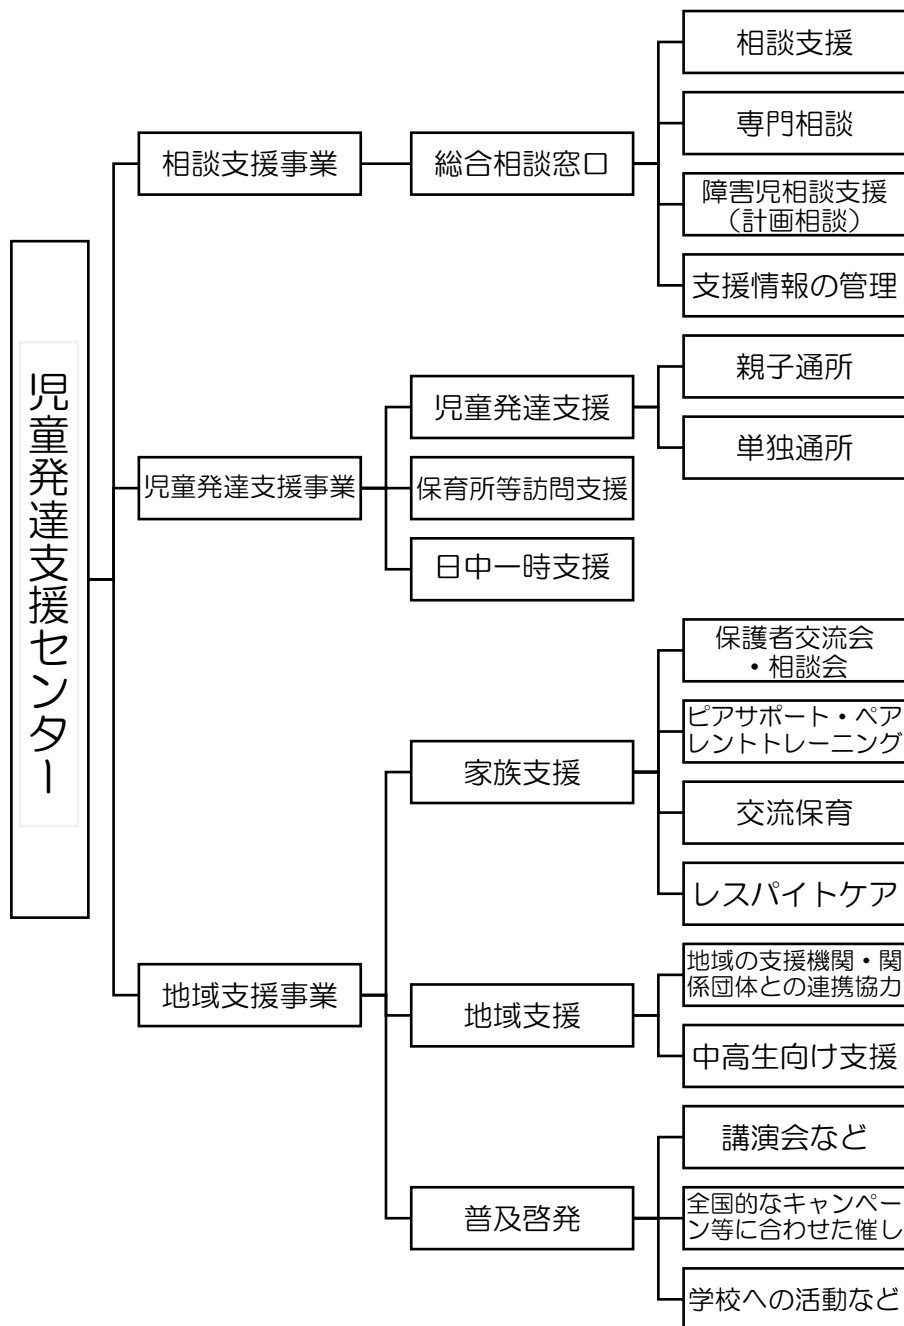 児童発達支援センター
相談支援事業
総合相談窓口
相談支援
専門相談
障害児相談支援
（計画相談）
支援情報の管理
児童発達支援事業
児童発達支援
親子通所
単独通所
保育所等訪問支援
日中一時支援
地域支援事業
家族支援
保護者交流会
・相談会
ピアサポート・ペア
レントトレーニング
交流保育
レスパイトケア
地域支援
地域の支援機関・関
係団体との連携協力
中高生向け支援
普及啓発
講演会など
全国的なキャンペー
ン等に合わせた催し
学校への活動など